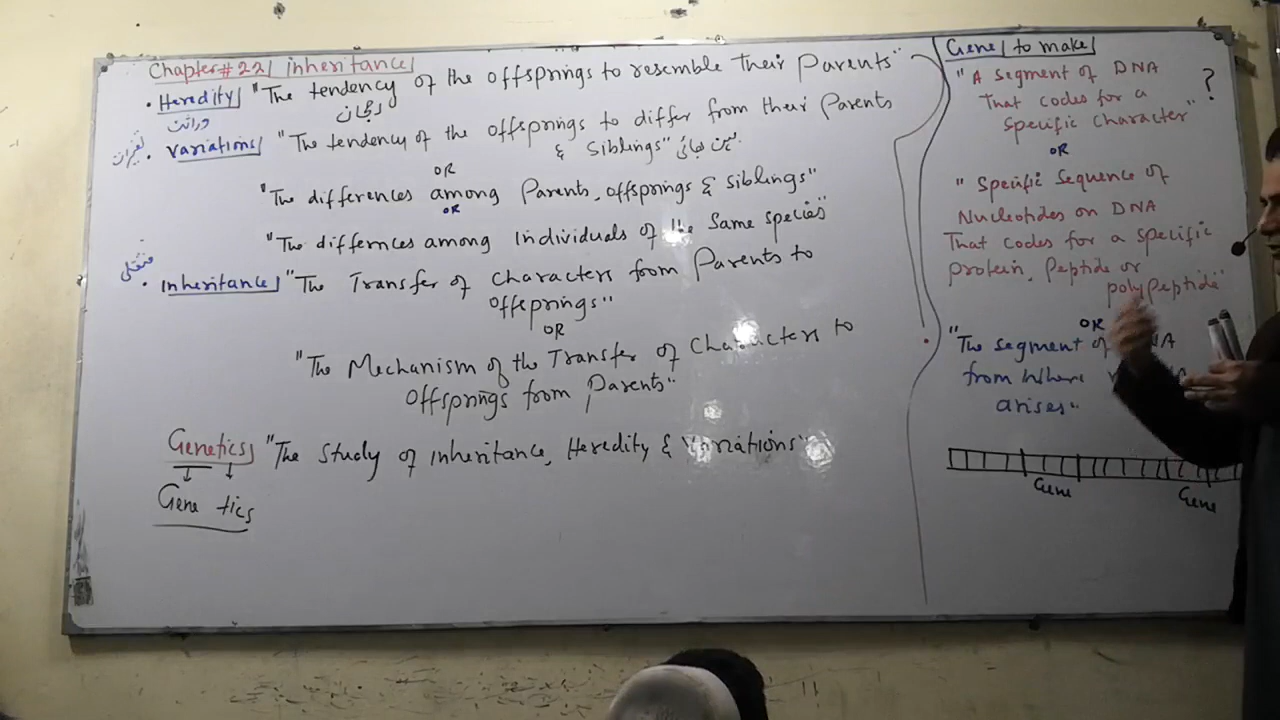 Chapter# 22/ inheritance/
• Heredity/ "The tendency of the offsprings to resemble their Parents"
وراثت رجحان
تغیرات • variations/ "The tendency of the offsprings to differ from their Parents
& Siblings" بہن بھائی
OR
"The differences among Parents, offsprings & Siblings"
OR
"The differnces among Individuals of the Same species"
منتقلی
• inheritance/ "The Transfer of Characters from Parents to
offsprings"
OR
"The Mechanism of the Transfer of Characters to
offsprings from Parents"
Genetics/ "The Study of inheritance, Heredity & Variations"
Gene tics
Gene/ to make/
"A segment of DNA ?
That codes for a
specific character"
OR
"Specific Sequence of
Nucleotides on DNA
That codes for a specific
protein, Peptide or
polypeptide"
OR
"The segment of
from where
arises"
Gene
Gene